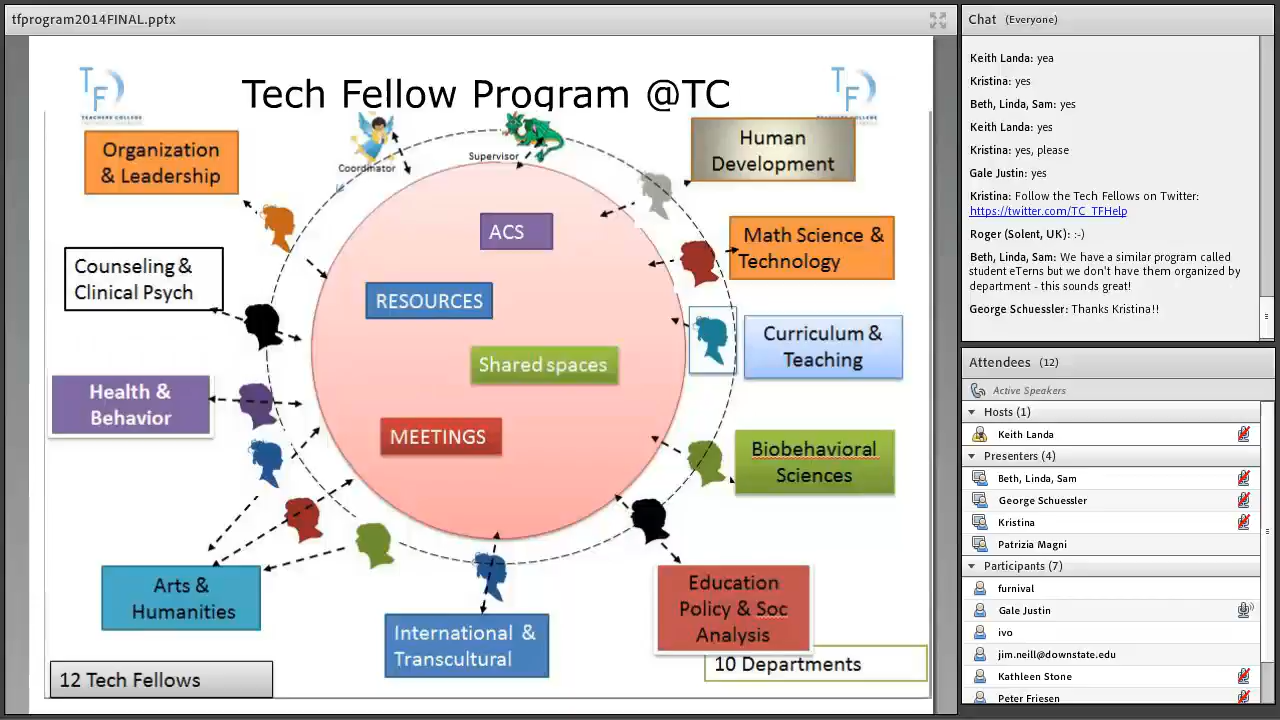 tfprogram2014FINAL.pptx
TF
TEACHERS COLLEGE
Tech Fellow Program @TC
TF
TEACHERS COLLEGE
Organization
& Leadership
Coordinator
Supervisor
Human
Development
ACS
Math Science &
Technology
Counseling &
Clinical Psych
RESOURCES
Curriculum &
Teaching
Shared spaces
Health &
Behavior
MEETINGS
Biobehavioral
Sciences
Arts &
Humanities
International &
Transcultural
Education
Policy & Soc
Analysis
10 Departments
12 Tech Fellows
Chat (Everyone)
Keith Landa: yea
Kristina: yes
Beth, Linda, Sam: yes
Keith Landa: yes
Kristina: yes, please
Gale Justin: yes
Kristina: Follow the Tech Fellows on Twitter:
https://twitter.com/TC_TFHelp
Roger (Solent, UK): :-)
Beth, Linda, Sam: We have a similar program called
student eTerns but we don't have them organized by
department - this sounds great!
George Schuessler: Thanks Kristina!!
Attendees (12)
Active Speakers
Hosts (1)
Keith Landa
Presenters (4)
Beth, Linda, Sam
George Schuessler
Kristina
Patrizia Magni
Participants (7)
furnival
Gale Justin
ivo
jim.neill@downstate.edu
Kathleen Stone
Peter Friesen